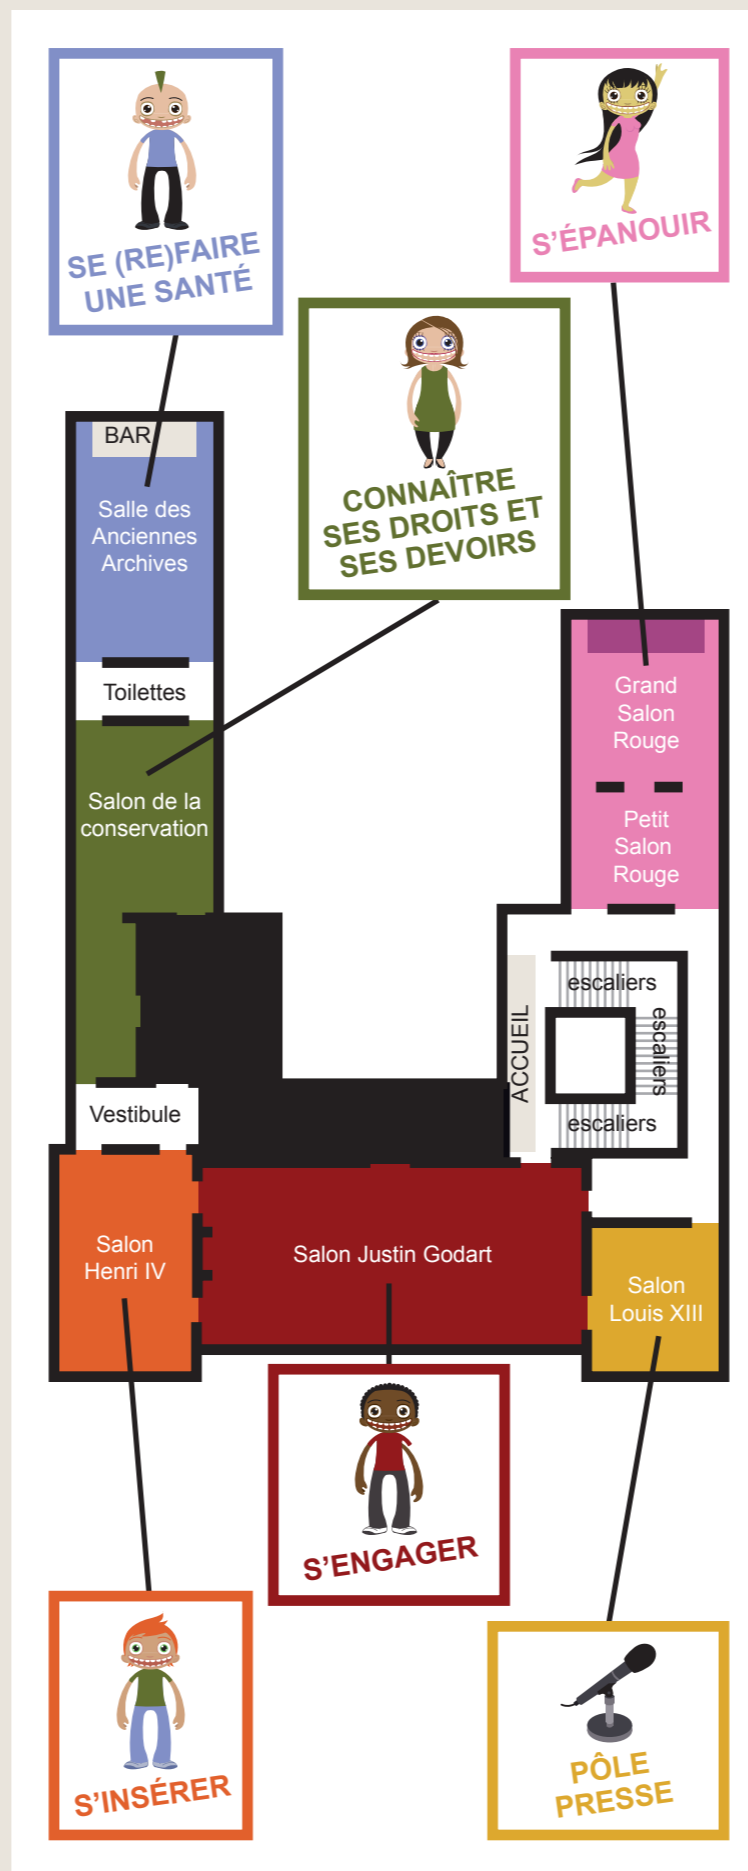 SE (RE)FAIRE
UNE SANTÉ
S'ÉPANOUIR
CONNAÎTRE
SES DROITS ET
SES DEVOIRS
BAR
Salle des
Anciennes
Archives
Toilettes
Salon de la
conservation
Vestibule
Grand
Salon
Rouge
Petit
Salon
Rouge
ACCUEIL
escaliers
escaliers
escaliers
Salon
Henri IV
Salon Justin Godart
Salon
Louis XIII
S'ENGAGER
S'INSÉRER
PÔLE
PRESSE